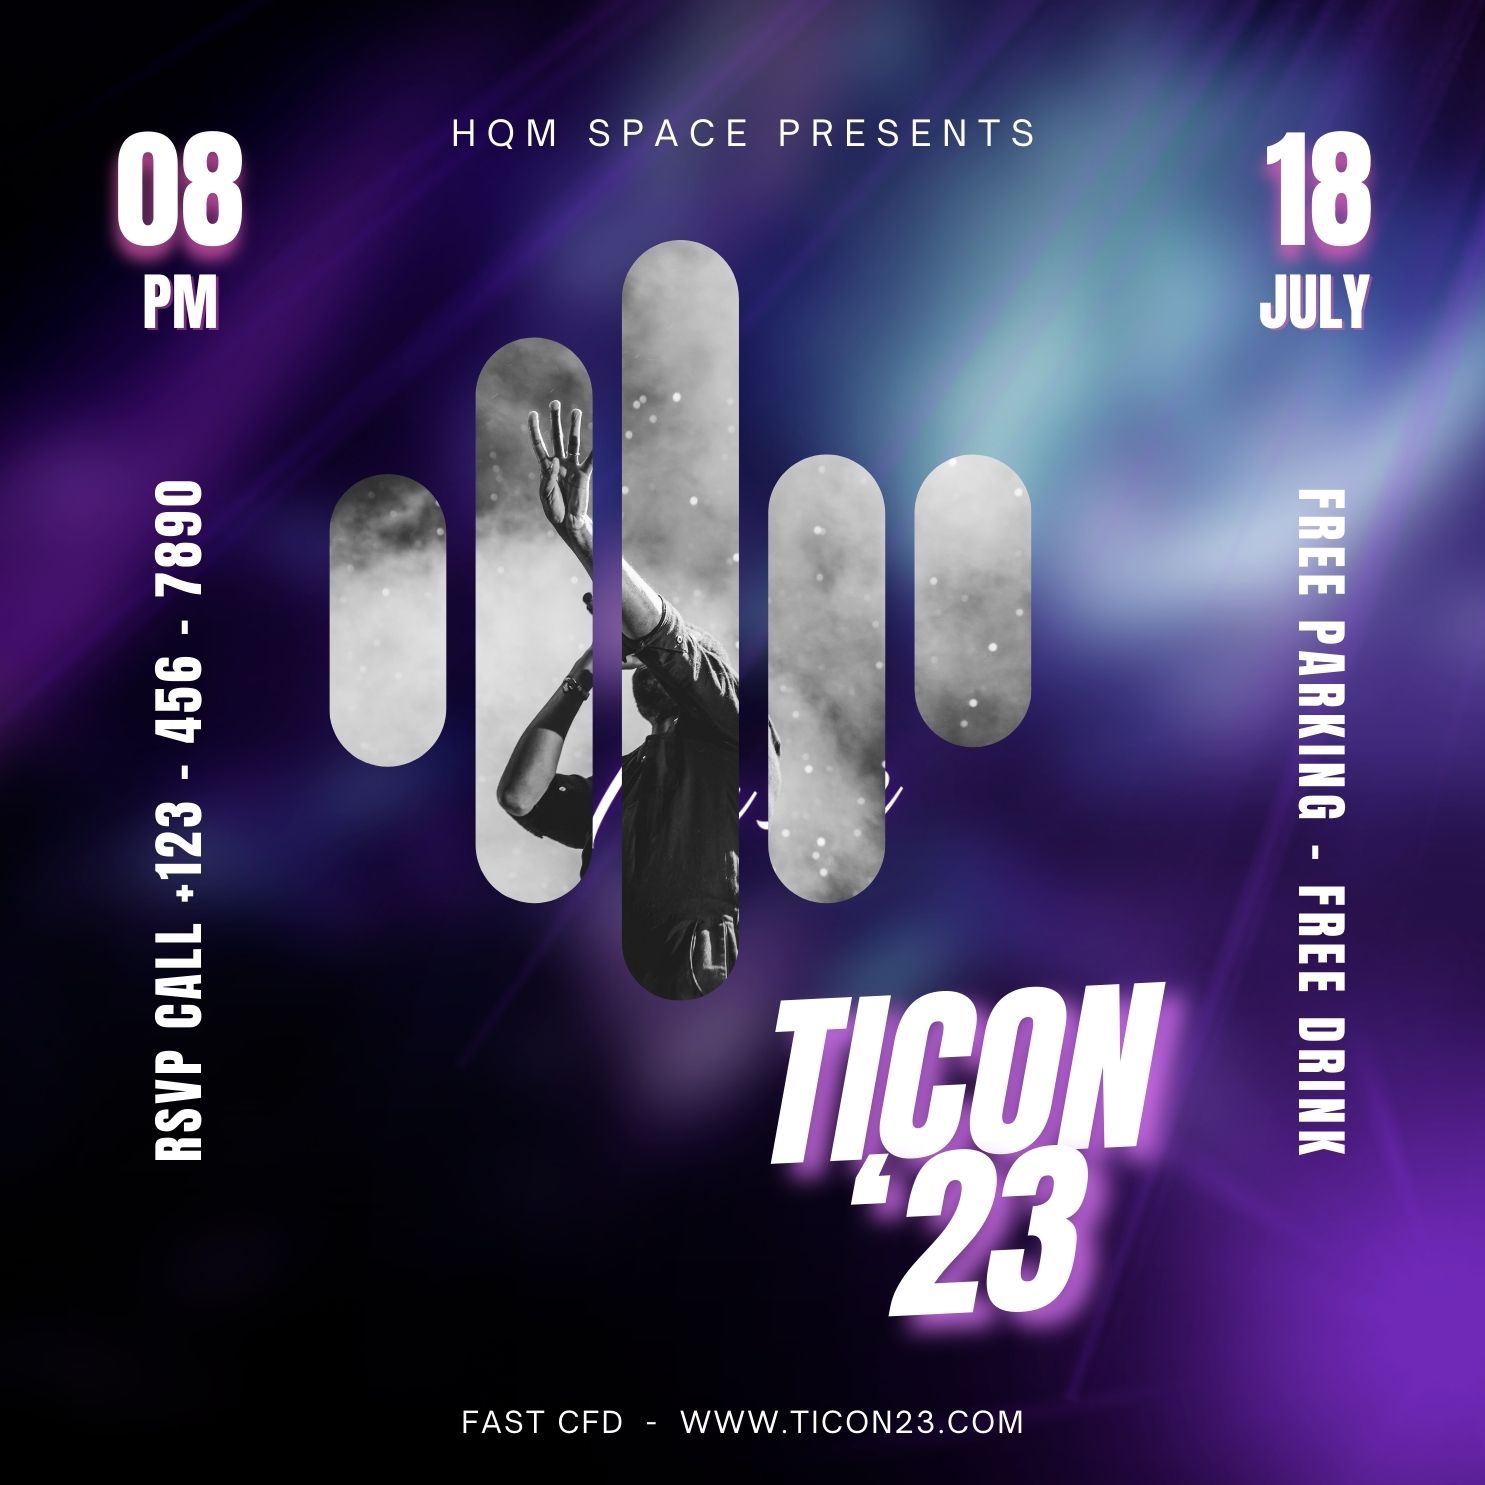 HQM SPACE PRESENTS
08
PM
18
JULY
RSVP CALL +123 - 456 - 7890
FREE PARKING - FREE DRINK
TICON
‘23
FAST CFD - WWW.TICON23.COM